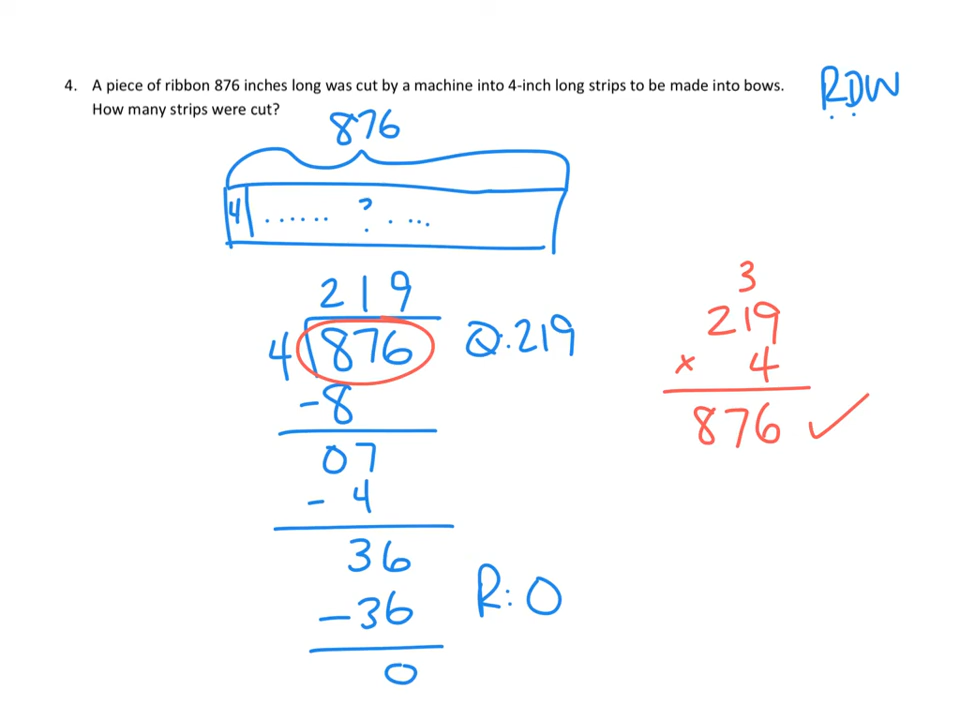 4. A piece of ribbon 876 inches long was cut by a machine into 4-inch long strips to be made into bows.
How many strips were cut?
RDW
876
4 ...... ? . ...
219
4 876
Q:219
-8
07
- 4
36
-36
R:0
0
3
219
x 4
876 ✓